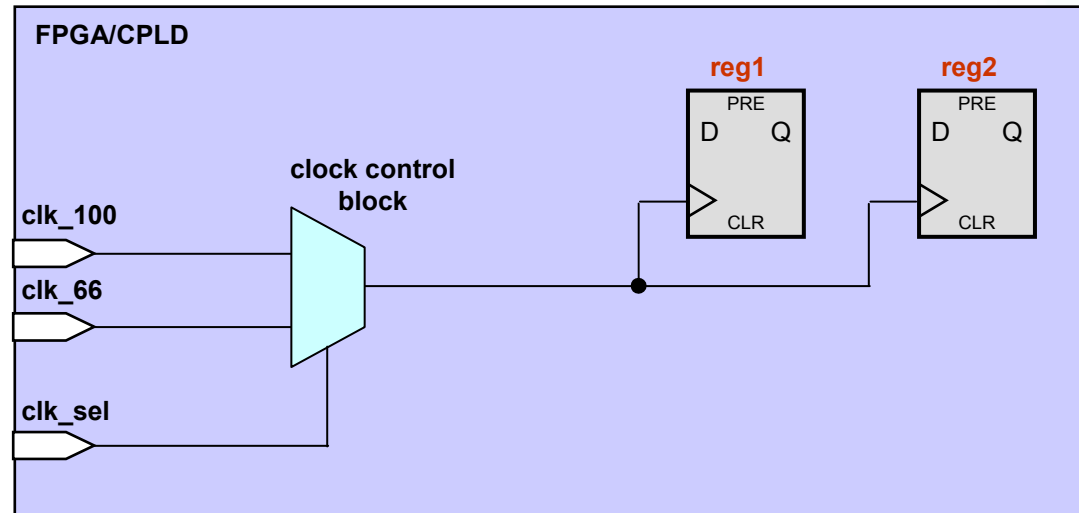 FPGA/CPLD
reg1
reg2
PRE
D Q
CLR
PRE
D Q
CLR
clock control
block
clk_100
clk_66
clk_sel